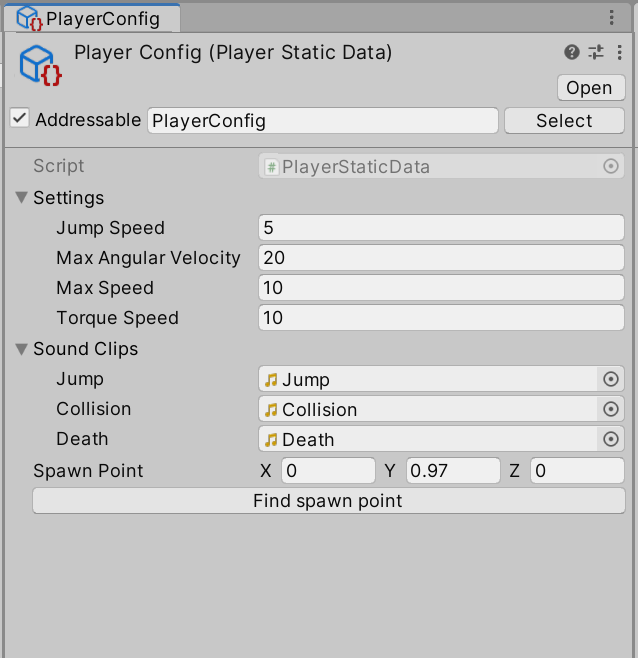 PlayerConfig
Player Config (Player Static Data)
Open
Addressable PlayerConfig Select
Script # PlayerStaticData
Settings
Jump Speed 5
Max Angular Velocity 20
Max Speed 10
Torque Speed 10
Sound Clips
Jump Jump
Collision Collision
Death Death
Spawn Point X 0 Y 0.97 Z 0
Find spawn point